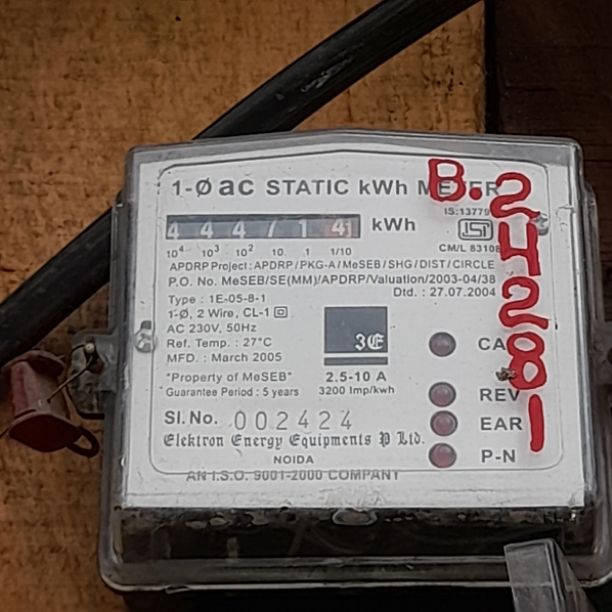 1-Ø ac STATIC kWh METER
B.24281
IS:13779
4 4 4 7 1 4 kWh
10⁴ 10³ 10² 10. 1 1/10
CM/L 83108
APDRP Project : APDRP / PKG-A / MeSEB / SHG / DIST / CIRCLE
P.O. No. MeSEB/SE(MM)/APDRP/Valuation/2003-04/38
Dtd. : 27.07.2004
Type : 1E-05-8-1
1-Ø, 2 Wire, CL-1
AC 230V, 50Hz
Ref. Temp. : 27°C
MFD. : March 2005
3E
"Property of MeSEB"
2.5-10 A
Guarantee Period : 5 years
3200 Imp/kwh
CA
REV
EAR
P-N
Sl. No. 002424
Elektron Energy Equipments P Ltd.
NOIDA
AN I.S.O. 9001-2000 COMPANY